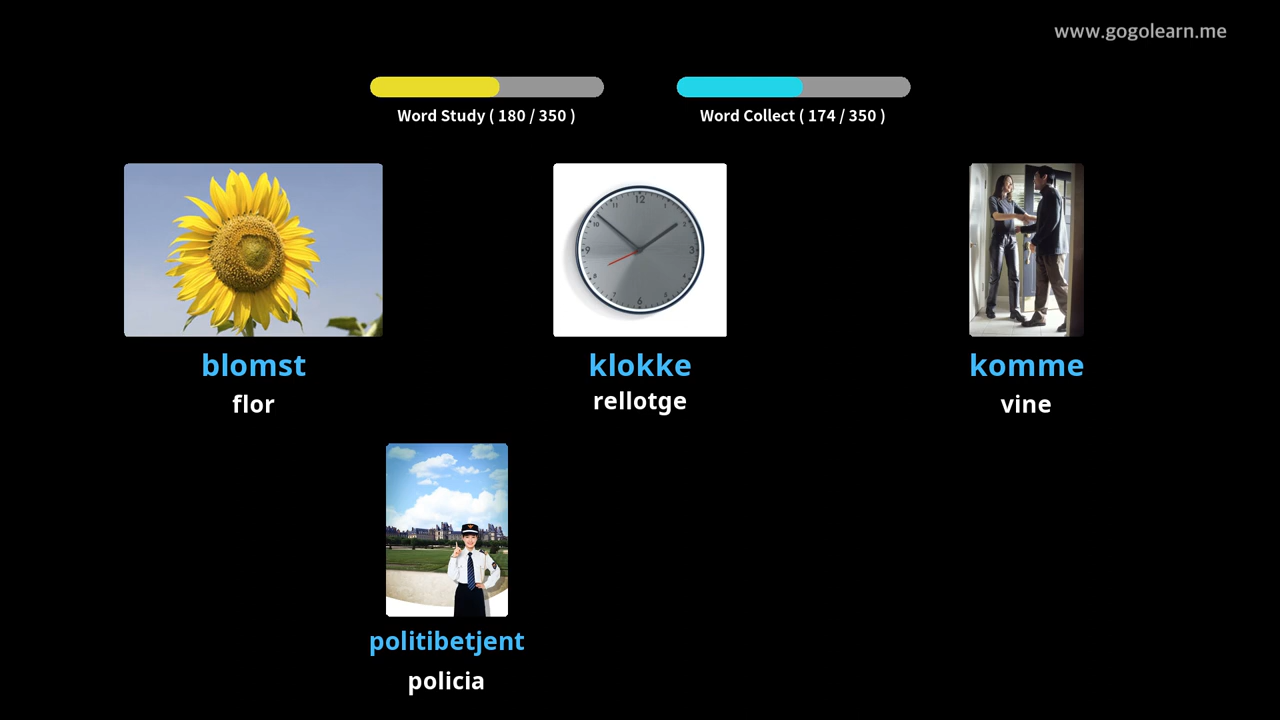 www.gogolearn.me
Word Study ( 180 / 350 )
Word Collect ( 174 / 350 )
blomst
flor
klokke
rellotge
komme
vine
politibetjent
policia